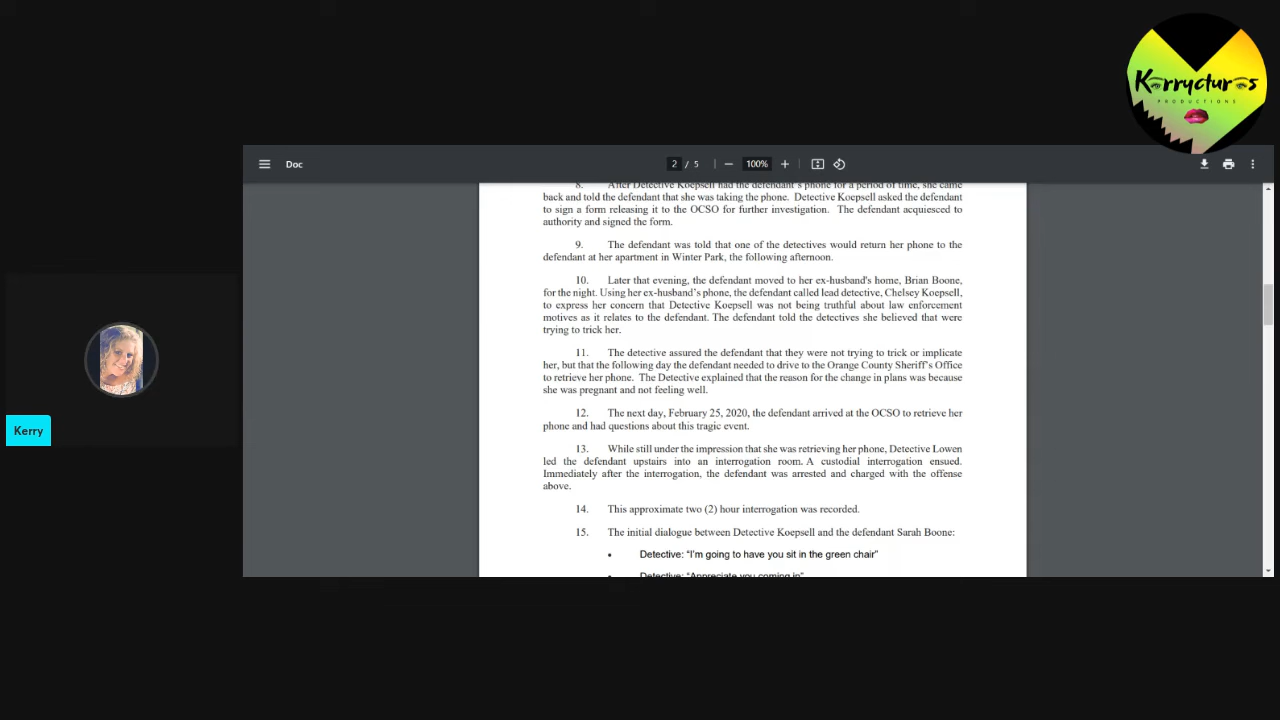 Kerryctures
PRODUCTIONS
Doc
2 / 5
100%
8. After Detective Koepsell had the defendant's phone for a period of time, she came
back and told the defendant that she was taking the phone. Detective Koepsell asked the defendant
to sign a form releasing it to the OCSO for further investigation. The defendant acquiesced to
authority and signed the form.
9. The defendant was told that one of the detectives would return her phone to the
defendant at her apartment in Winter Park, the following afternoon.
10. Later that evening, the defendant moved to her ex-husband's home, Brian Boone,
for the night. Using her ex-husband's phone, the defendant called lead detective, Chelsey Koepsell,
to express her concern that Detective Koepsell was not being truthful about law enforcement
motives as it relates to the defendant. The defendant told the detectives she believed that were
trying to trick her.
11. The detective assured the defendant that they were not trying to trick or implicate
her, but that the following day the defendant needed to drive to the Orange County Sheriff's Office
to retrieve her phone. The Detective explained that the reason for the change in plans was because
she was pregnant and not feeling well.
12. The next day, February 25, 2020, the defendant arrived at the OCSO to retrieve her
phone and had questions about this tragic event.
13. While still under the impression that she was retrieving her phone, Detective Lowen
led the defendant upstairs into an interrogation room. A custodial interrogation ensued.
Immediately after the interrogation, the defendant was arrested and charged with the offense
above.
14. This approximate two (2) hour interrogation was recorded.
15. The initial dialogue between Detective Koepsell and the defendant Sarah Boone:
• Detective: "I'm going to have you sit in the green chair"
• Detective: "Appreciate you coming in"
Kerry